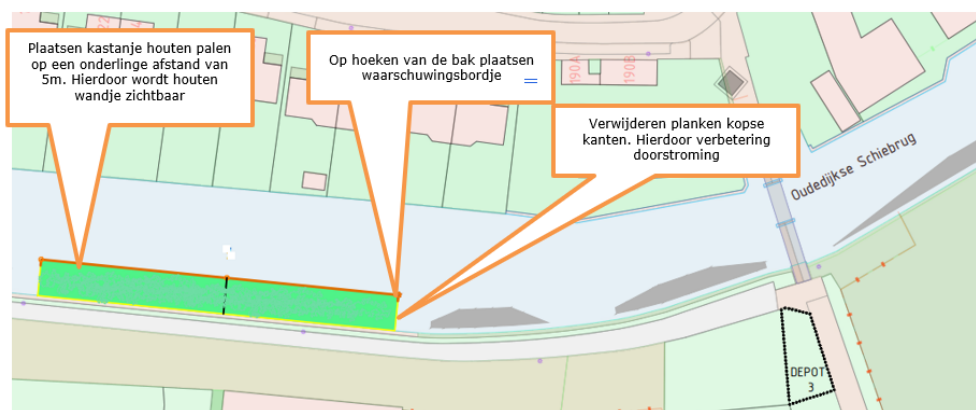 Plaatsen kastanje houten palen
op een onderlinge afstand van
5m. Hierdoor wordt houten
wandje zichtbaar
Op hoeken van de bak plaatsen
waarschuwingsbordje
Verwijderen planken kopse
kanten. Hierdoor verbetering
doorstroming
190A
190B
Oudedijkse Schiebrug
DEPOT
3